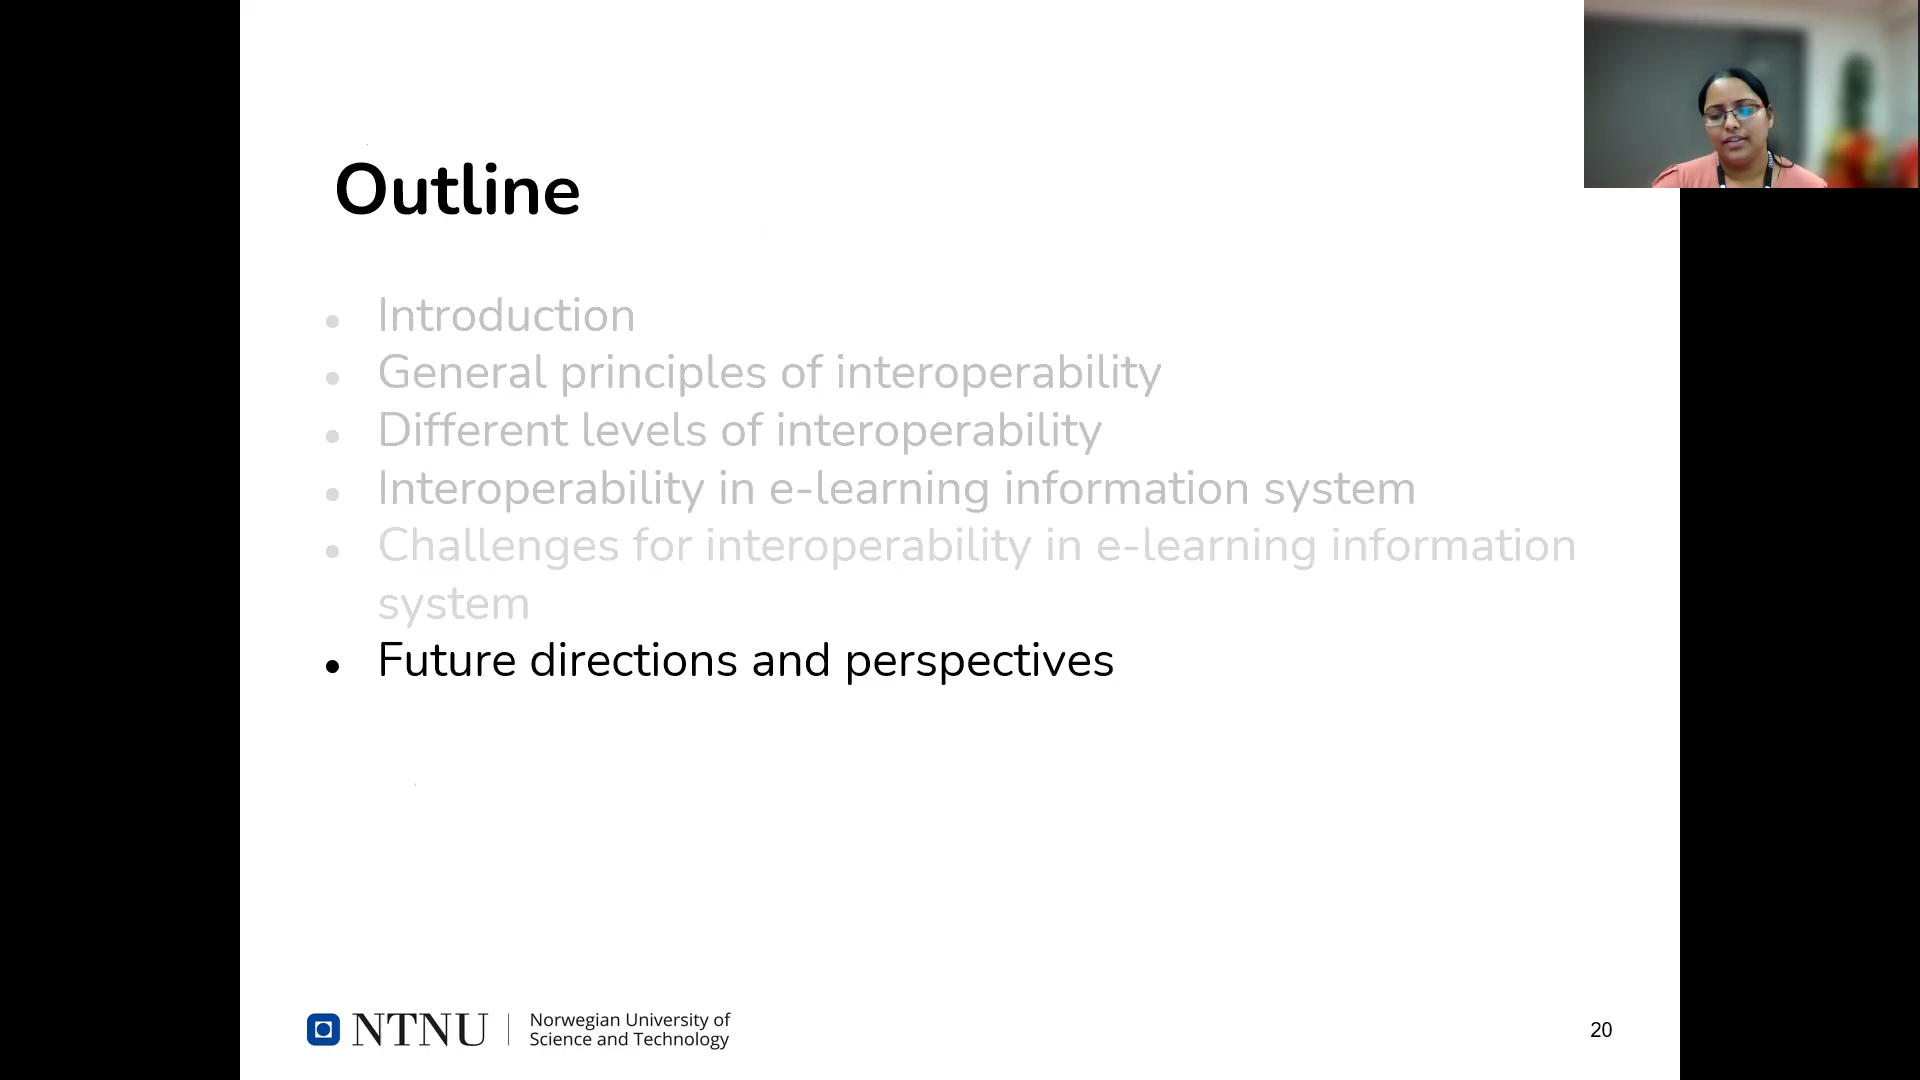 Outline
• Introduction
• General principles of interoperability
• Different levels of interoperability
• Interoperability in e-learning information system
• Challenges for interoperability in e-learning information
system
• Future directions and perspectives
NTNU
Norwegian University of
Science and Technology
20